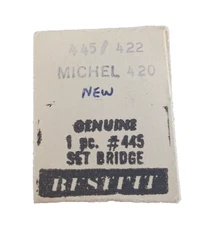 445/422
MICHEL 420
NEW
GENUINE
1 pc. #445
SET BRIDGE
BESTFIT